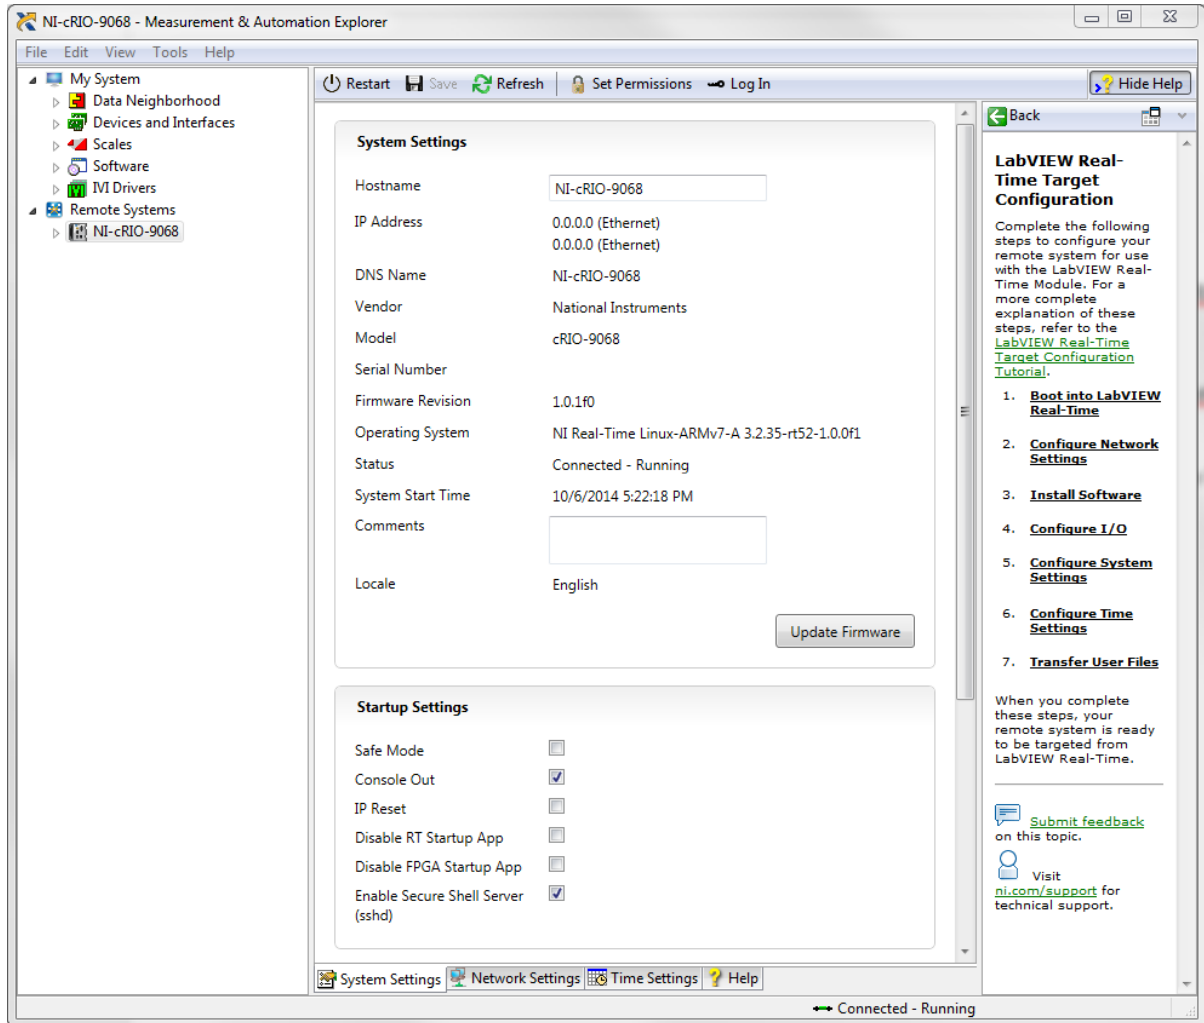 NI-cRIO-9068 - Measurement & Automation Explorer
File Edit View Tools Help
My System
Data Neighborhood
Devices and Interfaces
Scales
Software
IVI Drivers
Remote Systems
NI-cRIO-9068
Restart Save Refresh Set Permissions Log In Hide Help
System Settings
Hostname NI-cRIO-9068
IP Address 0.0.0.0 (Ethernet)
0.0.0.0 (Ethernet)
DNS Name NI-cRIO-9068
Vendor National Instruments
Model cRIO-9068
Serial Number
Firmware Revision 1.0.1f0
Operating System NI Real-Time Linux-ARMv7-A 3.2.35-rt52-1.0.0f1
Status Connected - Running
System Start Time 10/6/2014 5:22:18 PM
Comments
Locale English
Update Firmware
Startup Settings
Safe Mode
Console Out
IP Reset
Disable RT Startup App
Disable FPGA Startup App
Enable Secure Shell Server
(sshd)
System Settings Network Settings Time Settings Help
Back
LabVIEW Real-
Time Target
Configuration
Complete the following
steps to configure your
remote system for use
with the LabVIEW Real-
Time Module. For a
more complete
explanation of these
steps, refer to the
LabVIEW Real-Time
Target Configuration
Tutorial.
1. Boot into LabVIEW
Real-Time
2. Configure Network
Settings
3. Install Software
4. Configure I/O
5. Configure System
Settings
6. Configure Time
Settings
7. Transfer User Files
When you complete
these steps, your
remote system is ready
to be targeted from
LabVIEW Real-Time.
Submit feedback
on this topic.
Visit
ni.com/support for
technical support.
Connected - Running